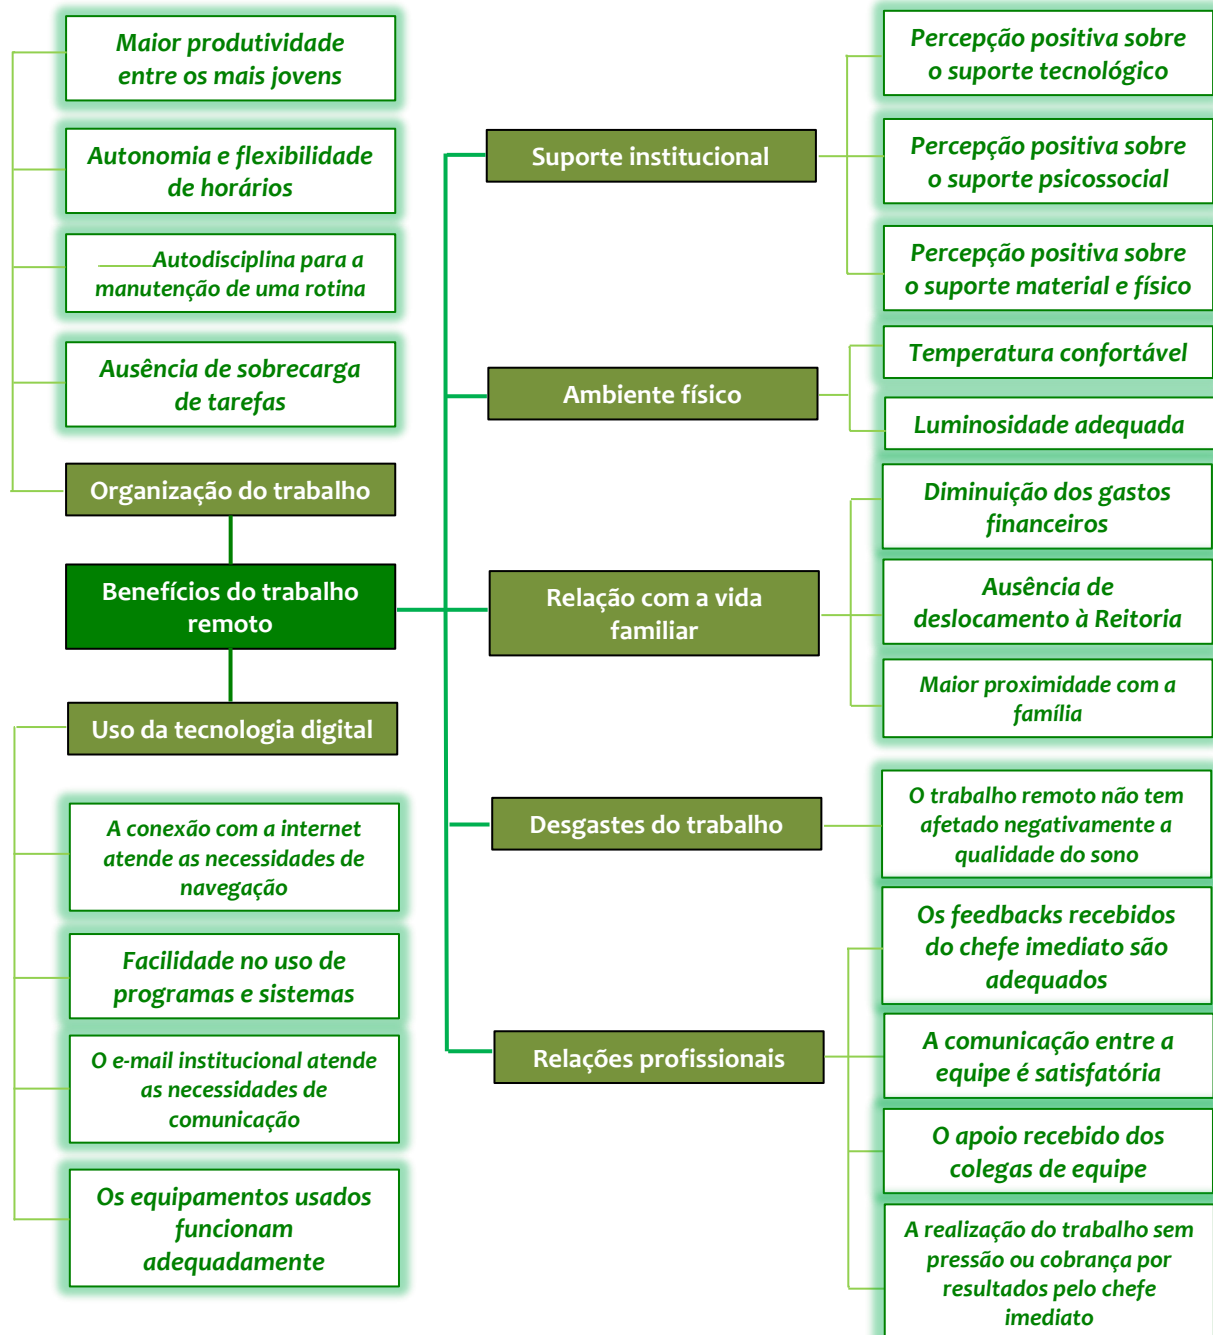 Maior produtividade
entre os mais jovens
Autonomia e flexibilidade
de horários
Autodisciplina para a
manutenção de uma rotina
Ausência de sobrecarga
de tarefas
Organização do trabalho
Benefícios do trabalho
remoto
Uso da tecnologia digital
A conexão com a internet
atende as necessidades de
navegação
Facilidade no uso de
programas e sistemas
O e-mail institucional atende
as necessidades de
comunicação
Os equipamentos usados
funcionam
adequadamente
Suporte institucional
Percepção positiva sobre
o suporte tecnológico
Percepção positiva sobre
o suporte psicossocial
Percepção positiva sobre
o suporte material e físico
Ambiente físico
Temperatura confortável
Luminosidade adequada
Relação com a vida
familiar
Diminuição dos gastos
financeiros
Ausência de
deslocamento à Reitoria
Maior proximidade com a
família
Desgastes do trabalho
O trabalho remoto não tem
afetado negativamente a
qualidade do sono
Relações profissionais
Os feedbacks recebidos
do chefe imediato são
adequados
A comunicação entre a
equipe é satisfatória
O apoio recebido dos
colegas de equipe
A realização do trabalho sem
pressão ou cobrança por
resultados pelo chefe
imediato